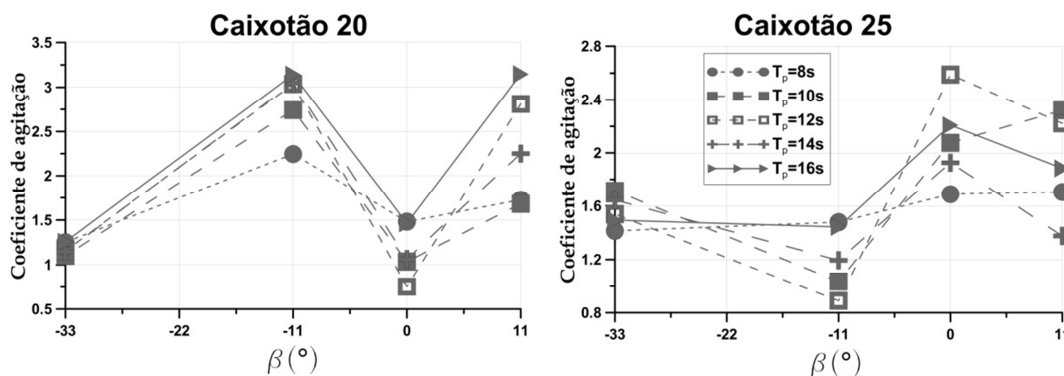 Caixotão 20
Coeficiente de agitação
3.5
3
2.5
2
1.5
1
0.5
-33
-22
-11
0
11
β (°)
Caixotão 25
Coeficiente de agitação
2.8
2.4
2
1.6
1.2
0.8
Tp=8s
Tp=10s
Tp=12s
Tp=14s
Tp=16s
-33
-22
-11
0
1
β (°)